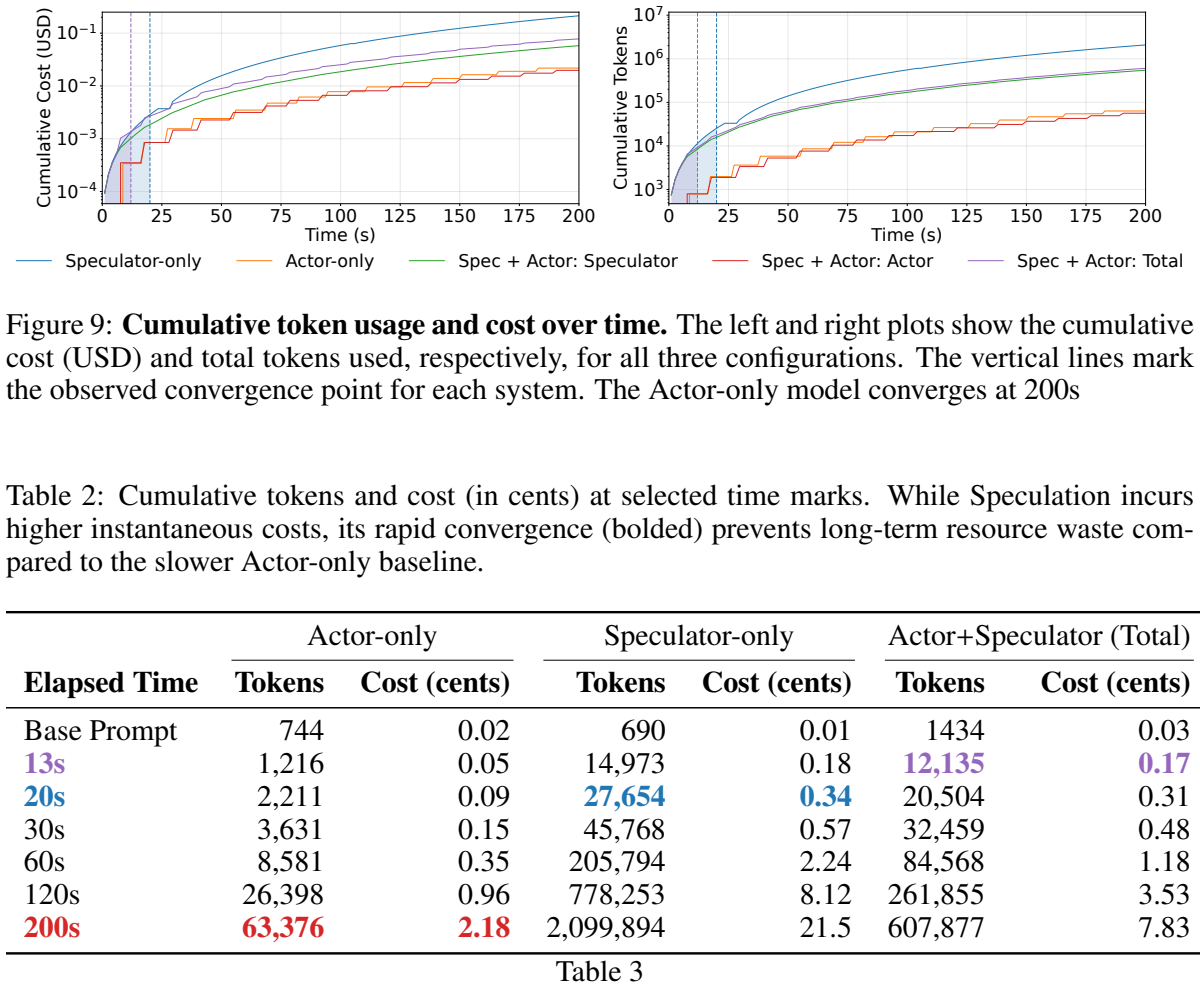 Cumulative Cost (USD)
10⁻¹
10⁻²
10⁻³
10⁻⁴
0 25 50 75 100 125 150 175 200
Time (s)
Cumulative Tokens
10⁷
10⁶
10⁵
10⁴
10³
0 25 50 75 100 125 150 175 200
Time (s)
Speculator-only Actor-only Spec + Actor: Speculator Spec + Actor: Actor Spec + Actor: Total
Figure 9: Cumulative token usage and cost over time. The left and right plots show the cumulative
cost (USD) and total tokens used, respectively, for all three configurations. The vertical lines mark
the observed convergence point for each system. The Actor-only model converges at 200s
Table 2: Cumulative tokens and cost (in cents) at selected time marks. While Speculation incurs
higher instantaneous costs, its rapid convergence (bolded) prevents long-term resource waste com-
pared to the slower Actor-only baseline.
Actor-only Speculator-only Actor+Speculator (Total)
Elapsed Time Tokens Cost (cents) Tokens Cost (cents) Tokens Cost (cents)
Base Prompt 744 0.02 690 0.01 1434 0.03
13s 1,216 0.05 14,973 0.18 12,135 0.17
20s 2,211 0.09 27,654 0.34 20,504 0.31
30s 3,631 0.15 45,768 0.57 32,459 0.48
60s 8,581 0.35 205,794 2.24 84,568 1.18
120s 26,398 0.96 778,253 8.12 261,855 3.53
200s 63,376 2.18 2,099,894 21.5 607,877 7.83
Table 3